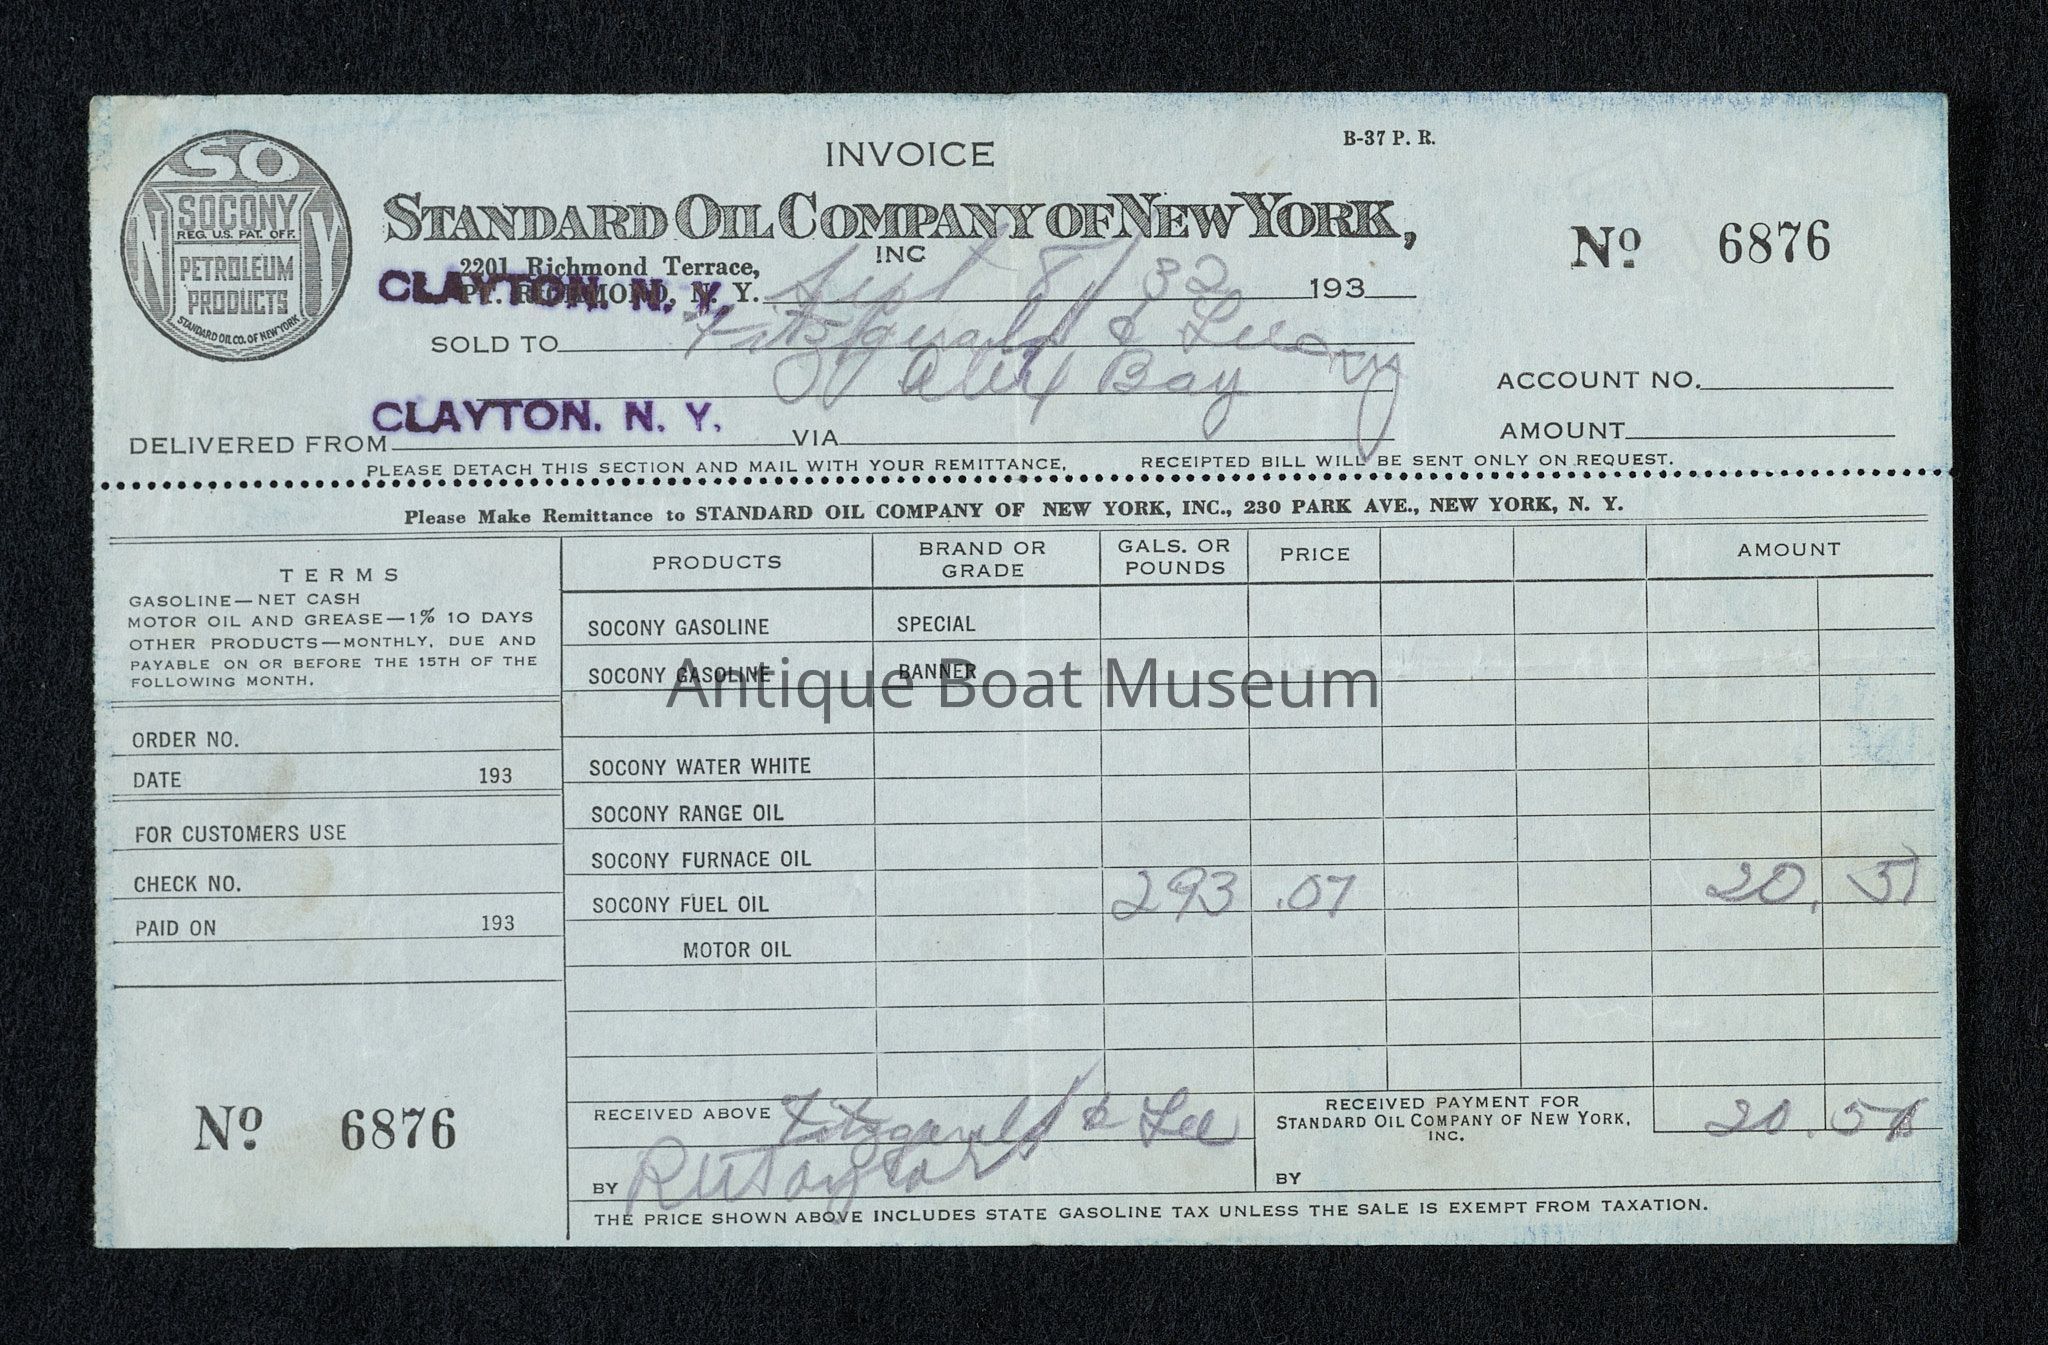 INVOICE
B-37 P. R.
SO
NY
SOCONY
REG. U.S. PAT. OFF.
PETROLEUM
PRODUCTS
STANDARD OIL CO. OF NEW YORK
STANDARD OIL COMPANY OF NEW YORK,
INC
No 6876
2201 Richmond Terrace,
PT. RICHMOND, N. Y. Sept 8/32 193
CLAYTON, N. Y.
SOLD TO Fitzgerald & Lee
Alex Bay
ACCOUNT NO.
CLAYTON, N. Y.
DELIVERED FROM VIA
AMOUNT
PLEASE DETACH THIS SECTION AND MAIL WITH YOUR REMITTANCE, RECEIPTED BILL WILL BE SENT ONLY ON REQUEST.
Please Make Remittance to STANDARD OIL COMPANY OF NEW YORK, INC., 230 PARK AVE., NEW YORK, N. Y.
TERMS
GASOLINE—NET CASH
MOTOR OIL AND GREASE—1% 10 DAYS
OTHER PRODUCTS—MONTHLY, DUE AND
PAYABLE ON OR BEFORE THE 15TH OF THE
FOLLOWING MONTH.
ORDER NO.
DATE 193
FOR CUSTOMERS USE
CHECK NO.
PAID ON 193
No 6876
PRODUCTS BRAND OR GRADE GALS. OR POUNDS PRICE AMOUNT
SOCONY GASOLINE SPECIAL
SOCONY GASOLINE BANNER
Antique Boat Museum
SOCONY WATER WHITE
SOCONY RANGE OIL
SOCONY FURNACE OIL
SOCONY FUEL OIL 293 .07 20.51
MOTOR OIL
RECEIVED ABOVE Fitzgerald & Lee
BY Taylor
RECEIVED PAYMENT FOR
STANDARD OIL COMPANY OF NEW YORK,
INC.
20.51
BY
THE PRICE SHOWN ABOVE INCLUDES STATE GASOLINE TAX UNLESS THE SALE IS EXEMPT FROM TAXATION.